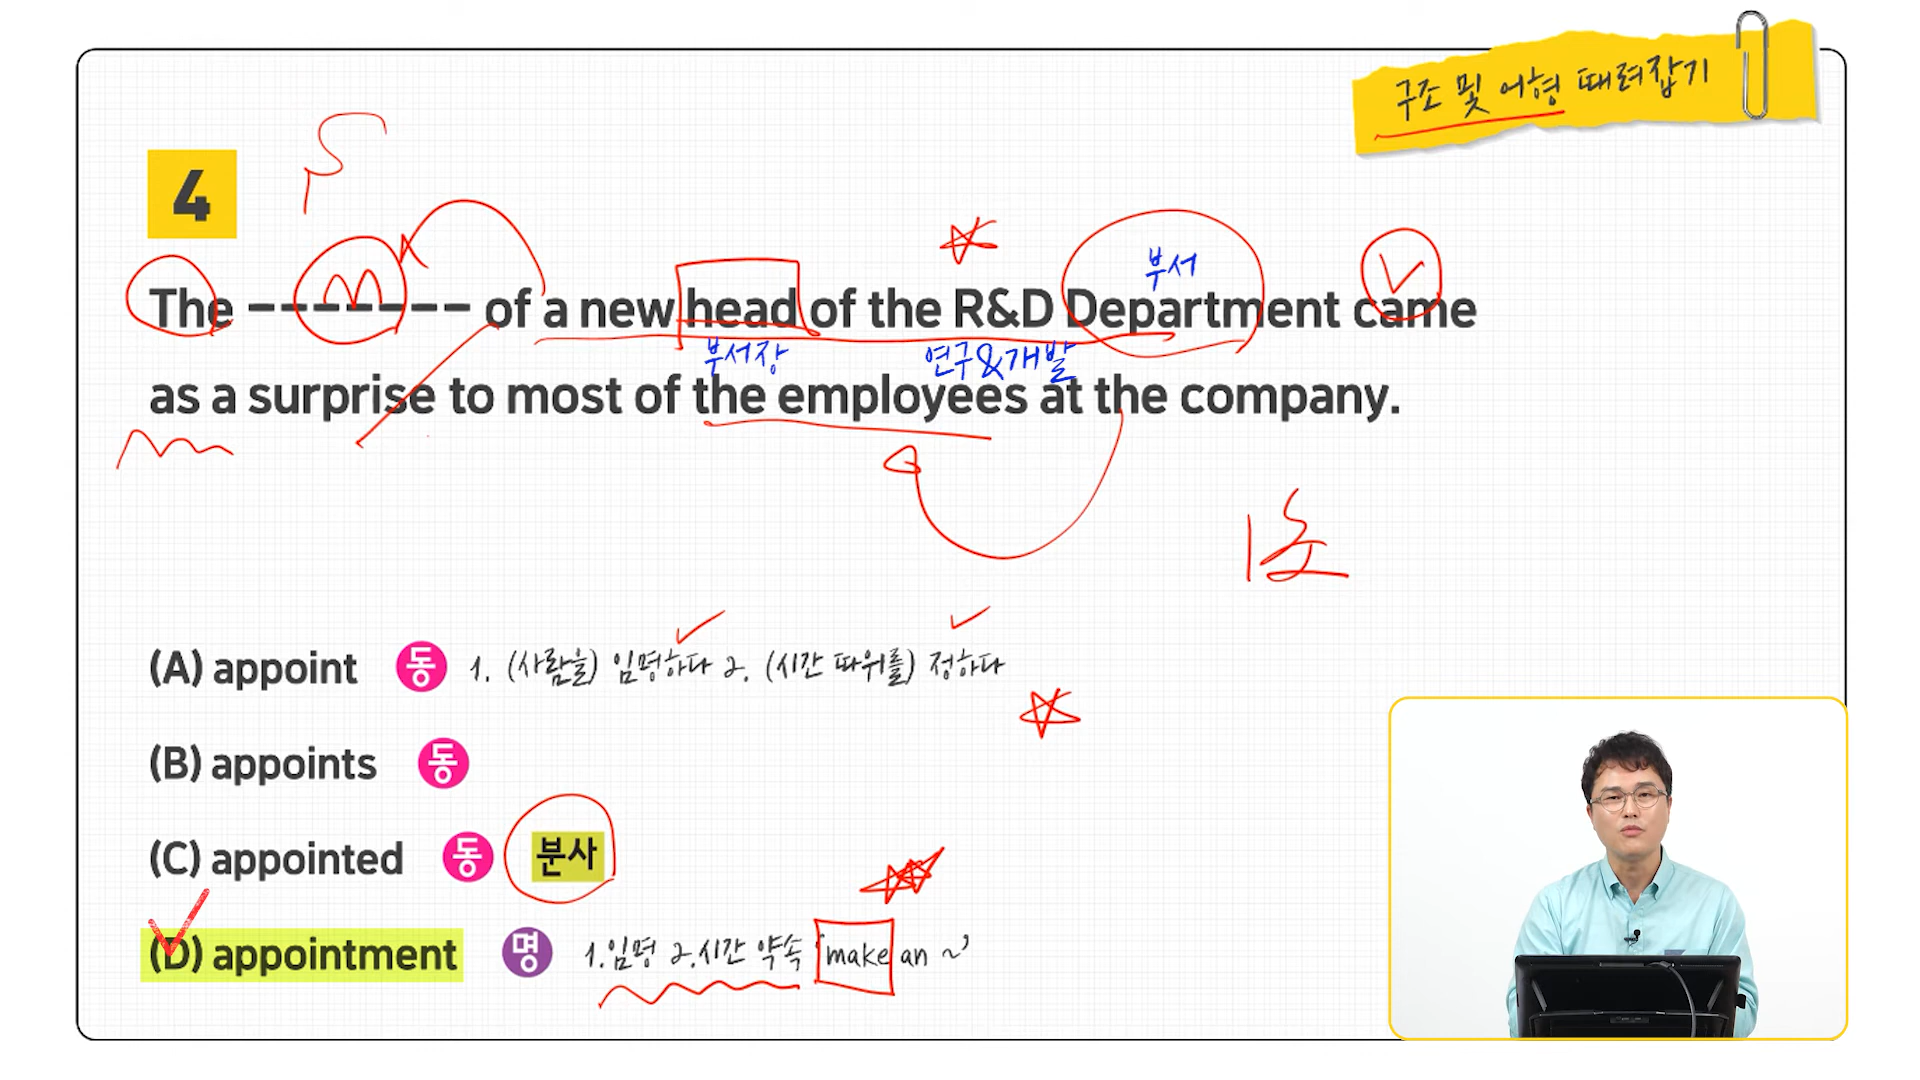 구조 및 어형 때려잡기
S
4
부서
The -------- of a new head of the R&D Department came
부서장 연구&개발
as a surprise to most of the employees at the company.
(A) appoint 동 1. (사람을) 임명하다 2. (시간 따위를) 정하다
(B) appoints 동
(C) appointed 동 분사
(D) appointment 명 1.임명 2.시간 약속 'make an ~'